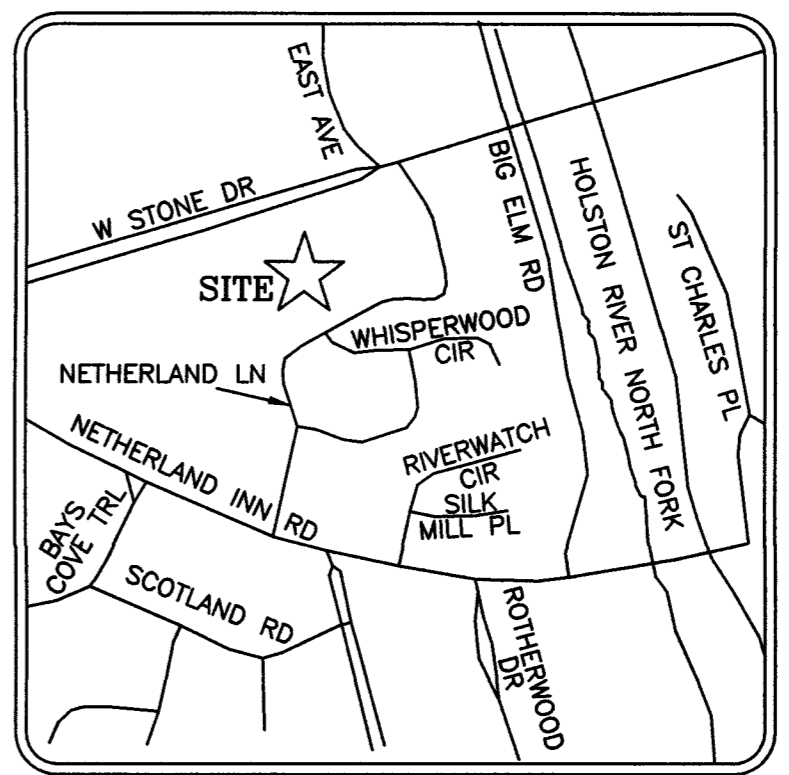 EAST AVE
W STONE DR
BIG ELM RD
HOLSTON RIVER NORTH FORK
ST CHARLES PL
SITE
WHISPERWOOD
CIR
NETHERLAND LN
NETHERLAND INN RD
RIVERWATCH
CIR
SILK
MILL PL
BAYS
COVE TRL
SCOTLAND RD
ROTHERWOOD
DR